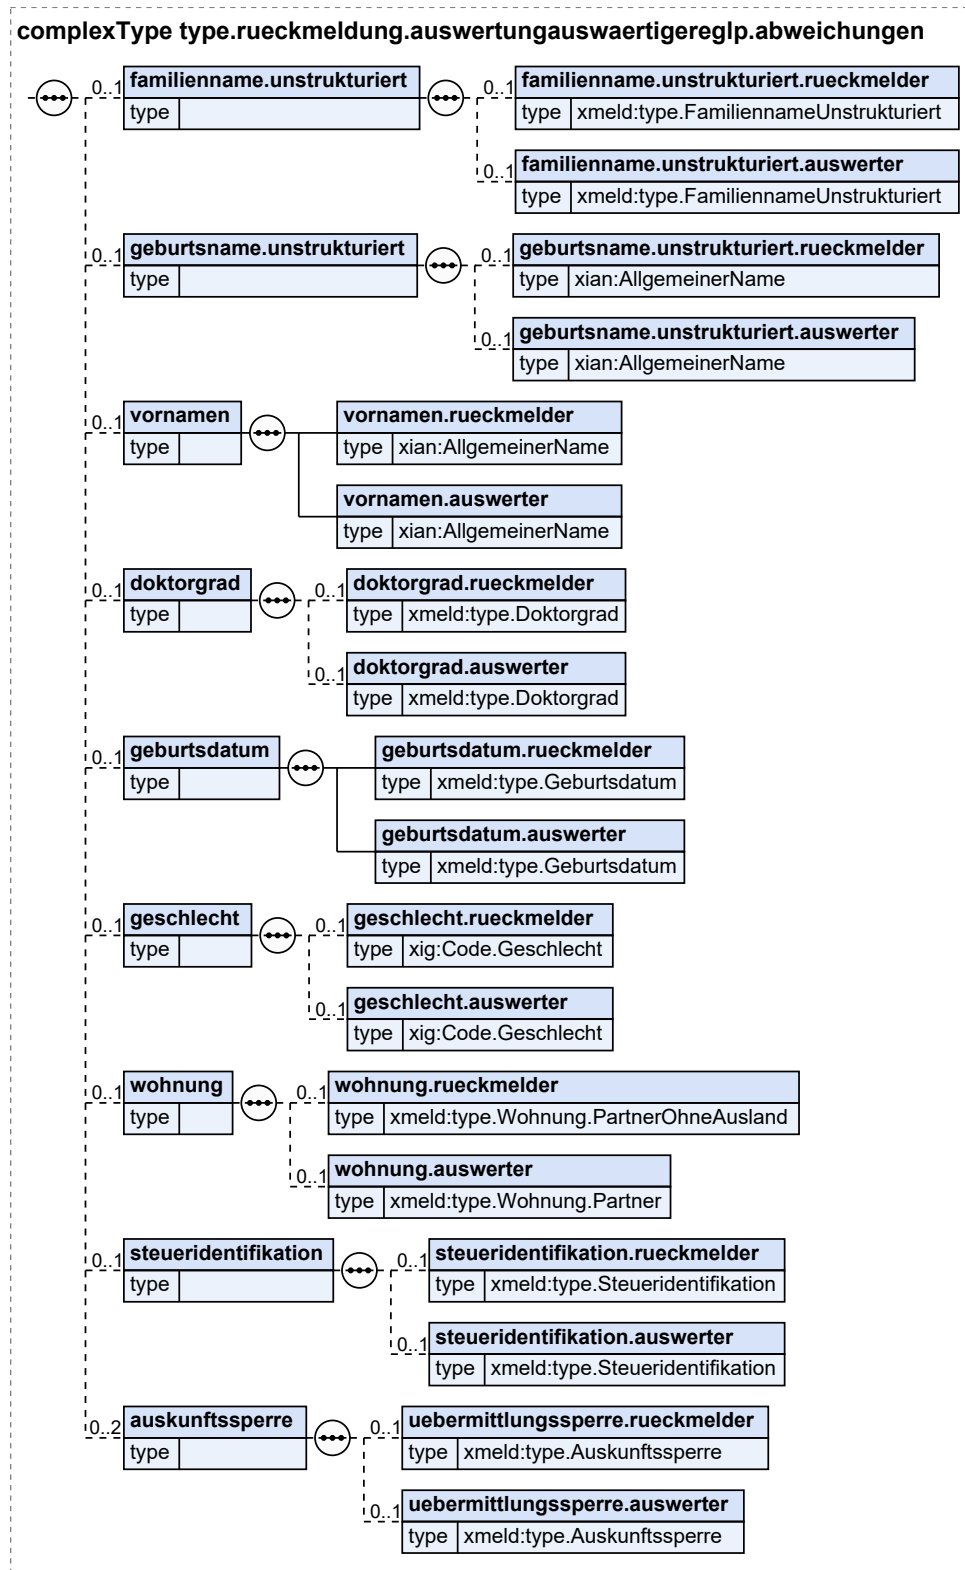 complexType type.rueckmeldung.auswertungauswaertigereglp.abweichungen
0..1 familienname.unstrukturiert
type
0..1 familienname.unstrukturiert.rueckmelder
type xmeld:type.FamiliennameUnstrukturiert
0..1 familienname.unstrukturiert.auswerter
type xmeld:type.FamiliennameUnstrukturiert
0..1 geburtsname.unstrukturiert
type
0..1 geburtsname.unstrukturiert.rueckmelder
type xian:AllgemeinerName
0..1 geburtsname.unstrukturiert.auswerter
type xian:AllgemeinerName
0..1 vornamen
type
vornamen.rueckmelder
type xian:AllgemeinerName
vornamen.auswerter
type xian:AllgemeinerName
0..1 doktorgrad
type
0..1 doktorgrad.rueckmelder
type xmeld:type.Doktorgrad
0..1 doktorgrad.auswerter
type xmeld:type.Doktorgrad
0..1 geburtsdatum
type
geburtsdatum.rueckmelder
type xmeld:type.Geburtsdatum
geburtsdatum.auswerter
type xmeld:type.Geburtsdatum
0..1 geschlecht
type
0..1 geschlecht.rueckmelder
type xig:Code.Geschlecht
0..1 geschlecht.auswerter
type xig:Code.Geschlecht
0..1 wohnung
type
0..1 wohnung.rueckmelder
type xmeld:type.Wohnung.PartnerOhneAusland
0..1 wohnung.auswerter
type xmeld:type.Wohnung.Partner
0..1 steueridentifikation
type
0..1 steueridentifikation.rueckmelder
type xmeld:type.Steueridentifikation
0..1 steueridentifikation.auswerter
type xmeld:type.Steueridentifikation
0..2 auskunftssperre
type
0..1 uebermittlungssperre.rueckmelder
type xmeld:type.Auskunftssperre
0..1 uebermittlungssperre.auswerter
type xmeld:type.Auskunftssperre